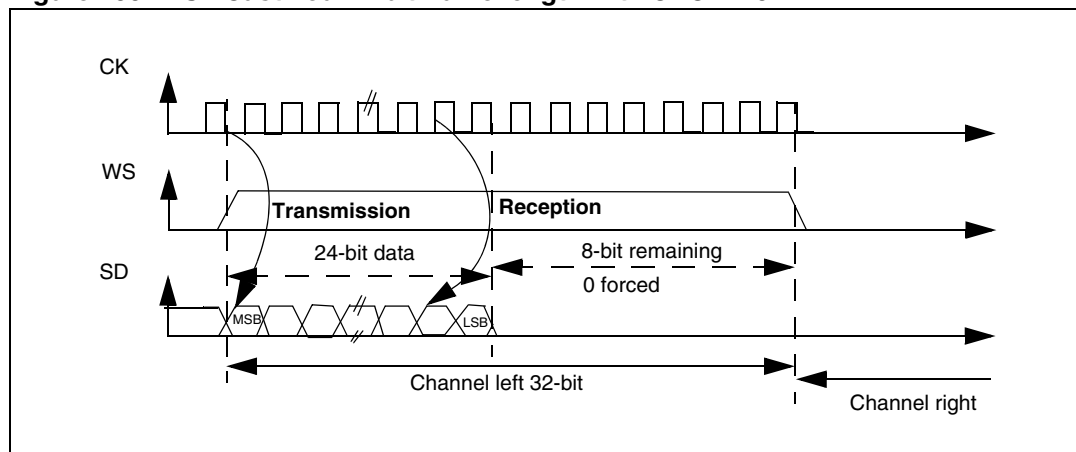 CK
WS
Transmission
Reception
24-bit data
8-bit remaining
0 forced
SD
MSB
LSB
Channel left 32-bit
Channel right